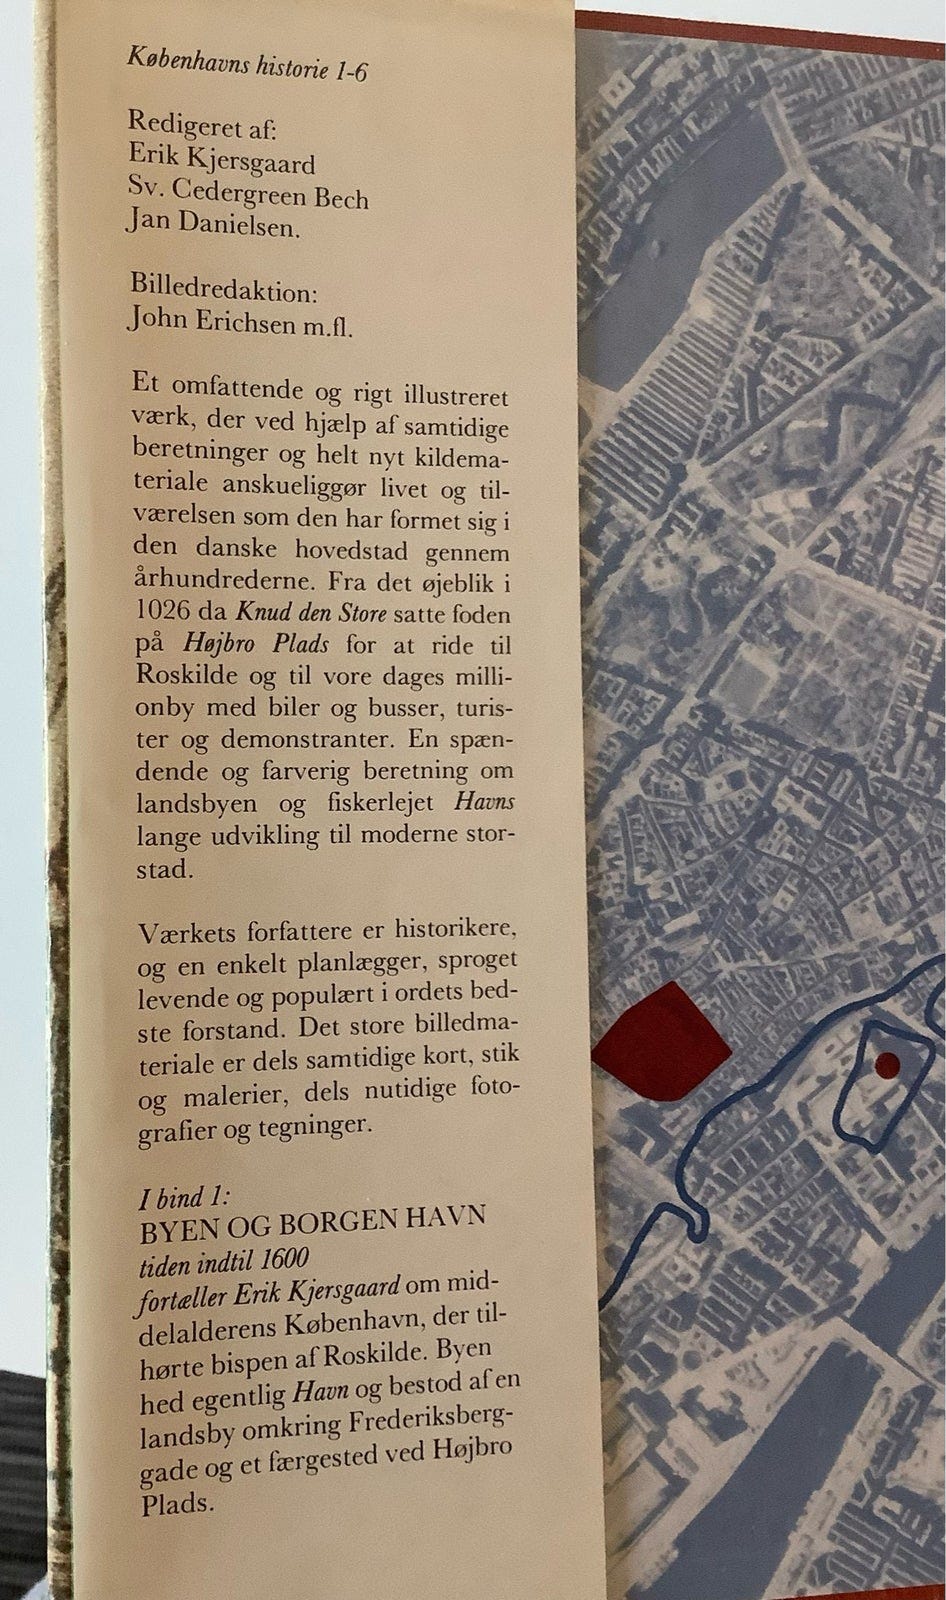 Københavns historie 1-6
Redigeret af:
Erik Kjersgaard
Sv. Cedergreen Bech
Jan Danielsen.
Billedredaktion:
John Erichsen m.fl.
Et omfattende og rigt illustreret
værk, der ved hjælp af samtidige
beretninger og helt nyt kildema-
teriale anskueliggør livet og til-
værelsen som den har formet sig i
den danske hovedstad gennem
århundrederne. Fra det øjeblik i
1026 da Knud den Store satte foden
på Højbro Plads for at ride til
Roskilde og til vore dages milli-
onby med biler og busser, turis-
ter og demonstranter. En spæn-
dende og farverig beretning om
landsbyen og fiskerlejet Havns
lange udvikling til moderne stor-
stad.
Værkets forfattere er historikere,
og en enkelt planlægger, sproget
levende og populært i ordets bed-
ste forstand. Det store billedma-
teriale er dels samtidige kort, stik
og malerier, dels nutidige foto-
grafier og tegninger.
I bind 1:
BYEN OG BORGEN HAVN
tiden indtil 1600
fortæller Erik Kjersgaard om mid-
delalderens København, der til-
hørte bispen af Roskilde. Byen
hed egentlig Havn og bestod af en
landsby omkring Frederiksberg-
gade og et færgested ved Højbro
Plads.